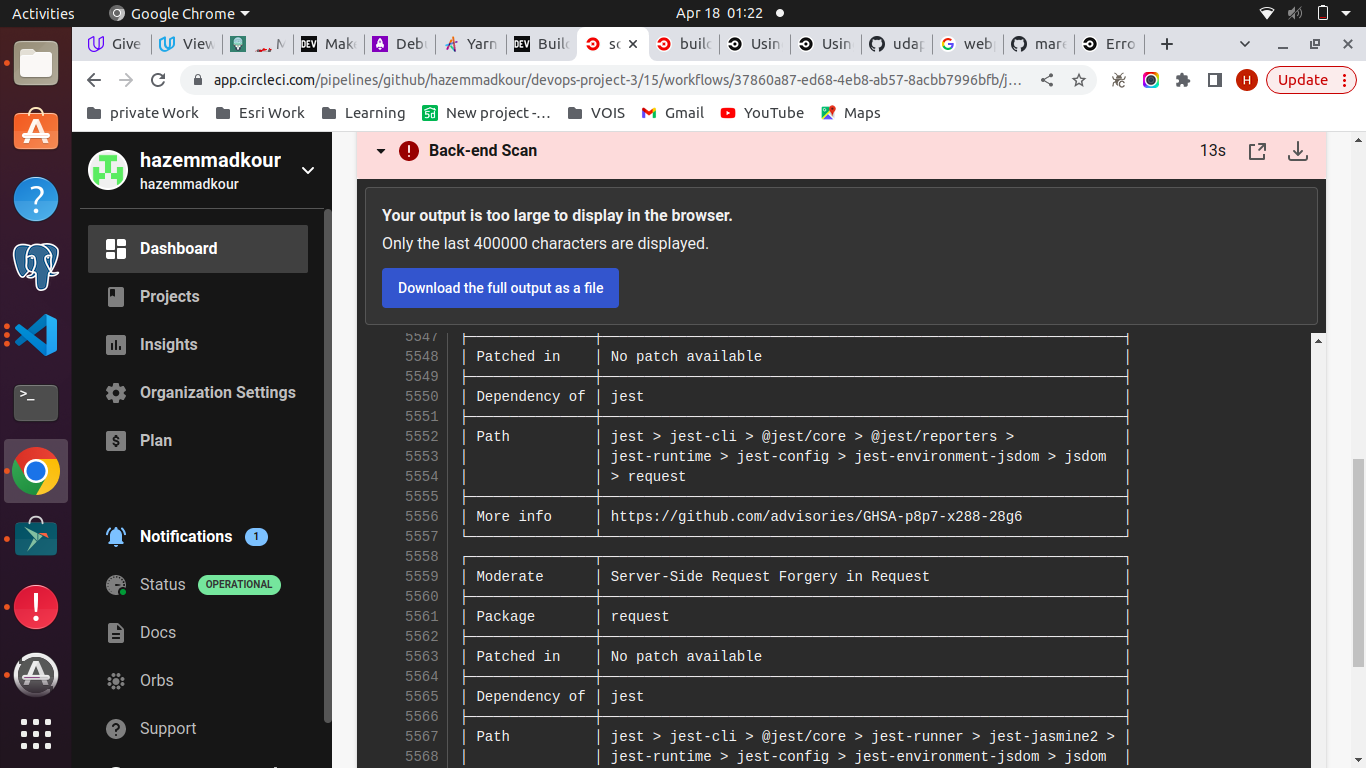 Activities
Google Chrome
Apr 18 01:22
Give
View
M
Make
Debu
Yarn
Build
sc
build
Usin
Usin
udap
webp
mare
Erro
app.circleci.com/pipelines/github/hazemmadkour/devops-project-3/15/workflows/37860a87-ed68-4eb8-ab57-8acbb7996bfb/j...
H
Update
private Work
Esri Work
Learning
New project -...
VOIS
Gmail
YouTube
Maps
hazemmadkour
hazemmadkour
Dashboard
Projects
Insights
Organization Settings
Plan
Notifications 1
Status OPERATIONAL
Docs
Orbs
Support
Back-end Scan 13s
Your output is too large to display in the browser.
Only the last 400000 characters are displayed.
Download the full output as a file
5547
5548 Patched in No patch available
5549
5550 Dependency of jest
5551
5552 Path jest > jest-cli > @jest/core > @jest/reporters >
5553 jest-runtime > jest-config > jest-environment-jsdom > jsdom
5554 > request
5555
5556 More info https://github.com/advisories/GHSA-p8p7-x288-28g6
5557
5558
5559 Moderate Server-Side Request Forgery in Request
5560
5561 Package request
5562
5563 Patched in No patch available
5564
5565 Dependency of jest
5566
5567 Path jest > jest-cli > @jest/core > jest-runner > jest-jasmine2 >
5568 jest-runtime > jest-config > jest-environment-jsdom > jsdom